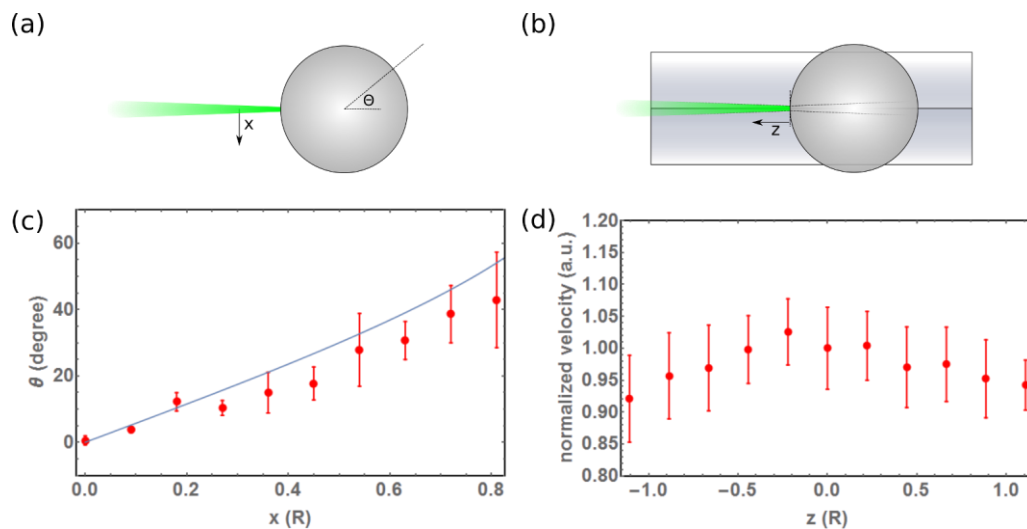 (a)
(b)
x
Θ
z
(c)
(d)
θ (degree)
60
40
20
0
0.0 0.2 0.4 0.6 0.8
x (R)
normalized velocity (a.u.)
1.20
1.15
1.10
1.05
1.00
0.95
0.90
0.85
0.80
−1.0 −0.5 0.0 0.5 1.0
z (R)